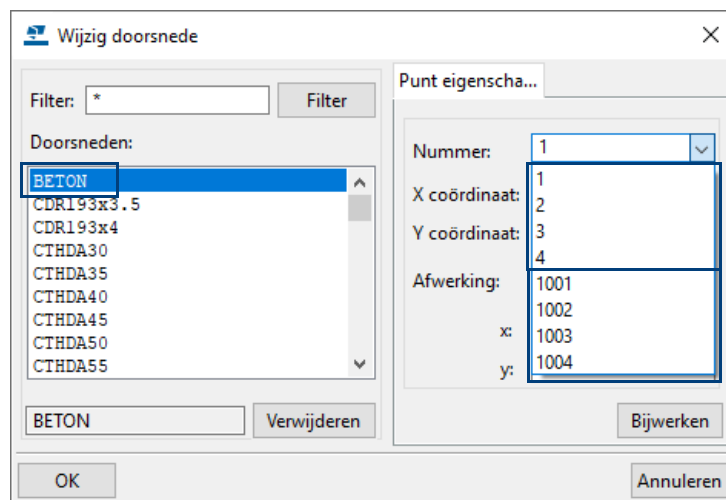 Wijzig doorsnede
Filter: * Filter
Doorsneden:
BETON
CDR193x3.5
CDR193x4
CTHDA30
CTHDA35
CTHDA40
CTHDA45
CTHDA50
CTHDA55
BETON Verwijderen
Punt eigenscha...
Nummer: 1
1
X coördinaat:
2
Y coördinaat: 3
4
Afwerking: 1001
1002
x: 1003
1004
y:
Bijwerken
OK Annuleren